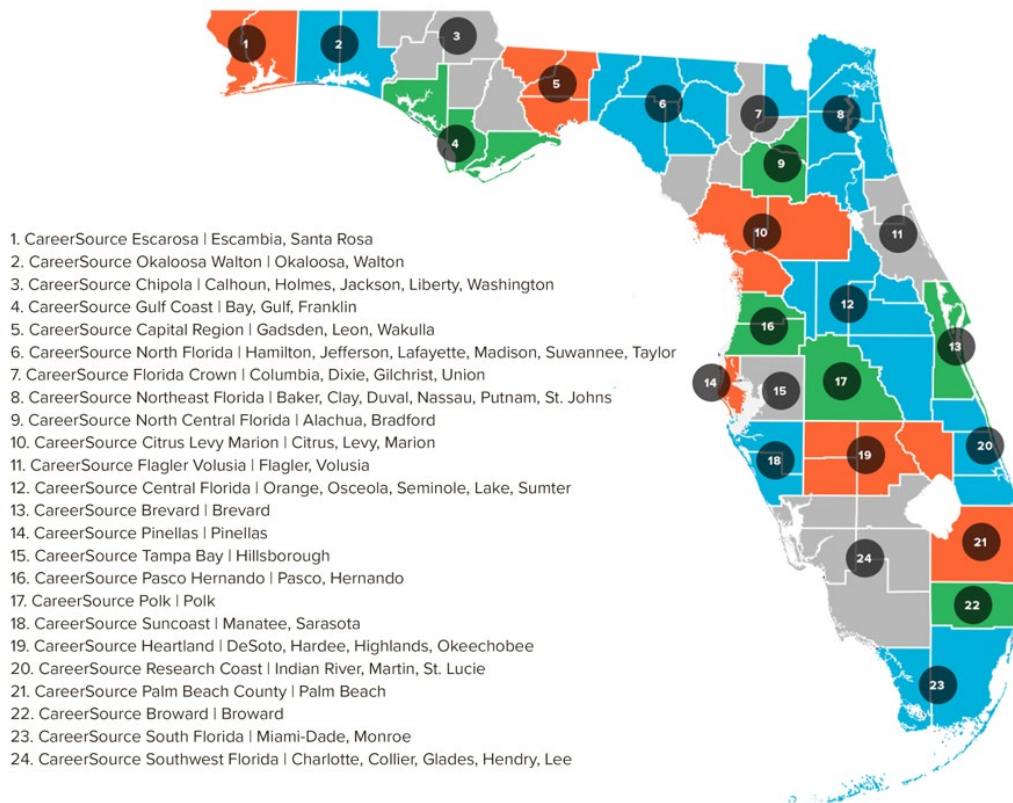 1
2
3
4
5
6
7
8
9
10
11
12
13
14
15
16
17
18
19
20
21
22
23
24
1. CareerSource Escarosa | Escambia, Santa Rosa
2. CareerSource Okaloosa Walton | Okaloosa, Walton
3. CareerSource Chipola | Calhoun, Holmes, Jackson, Liberty, Washington
4. CareerSource Gulf Coast | Bay, Gulf, Franklin
5. CareerSource Capital Region | Gadsden, Leon, Wakulla
6. CareerSource North Florida | Hamilton, Jefferson, Lafayette, Madison, Suwannee, Taylor
7. CareerSource Florida Crown | Columbia, Dixie, Gilchrist, Union
8. CareerSource Northeast Florida | Baker, Clay, Duval, Nassau, Putnam, St. Johns
9. CareerSource North Central Florida | Alachua, Bradford
10. CareerSource Citrus Levy Marion | Citrus, Levy, Marion
11. CareerSource Flagler Volusia | Flagler, Volusia
12. CareerSource Central Florida | Orange, Osceola, Seminole, Lake, Sumter
13. CareerSource Brevard | Brevard
14. CareerSource Pinellas | Pinellas
15. CareerSource Tampa Bay | Hillsborough
16. CareerSource Pasco Hernando | Pasco, Hernando
17. CareerSource Polk | Polk
18. CareerSource Suncoast | Manatee, Sarasota
19. CareerSource Heartland | DeSoto, Hardee, Highlands, Okeechobee
20. CareerSource Research Coast | Indian River, Martin, St. Lucie
21. CareerSource Palm Beach County | Palm Beach
22. CareerSource Broward | Broward
23. CareerSource South Florida | Miami-Dade, Monroe
24. CareerSource Southwest Florida | Charlotte, Collier, Glades, Hendry, Lee